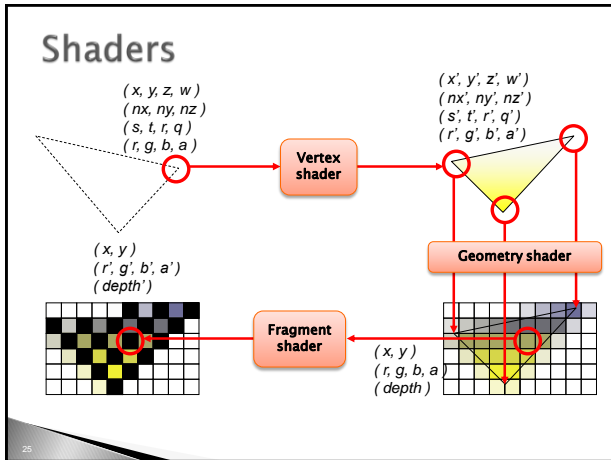 Shaders
( x, y, z, w )
( nx, ny, nz )
( s, t, r, q )
( r, g, b, a )
Vertex
shader
( x', y', z', w' )
( nx', ny', nz' )
( s', t', r', q' )
( r', g', b', a' )
Geometry shader
( x, y )
( r, g, b, a )
( depth )
Fragment
shader
( x, y )
( r', g', b', a' )
( depth' )
25